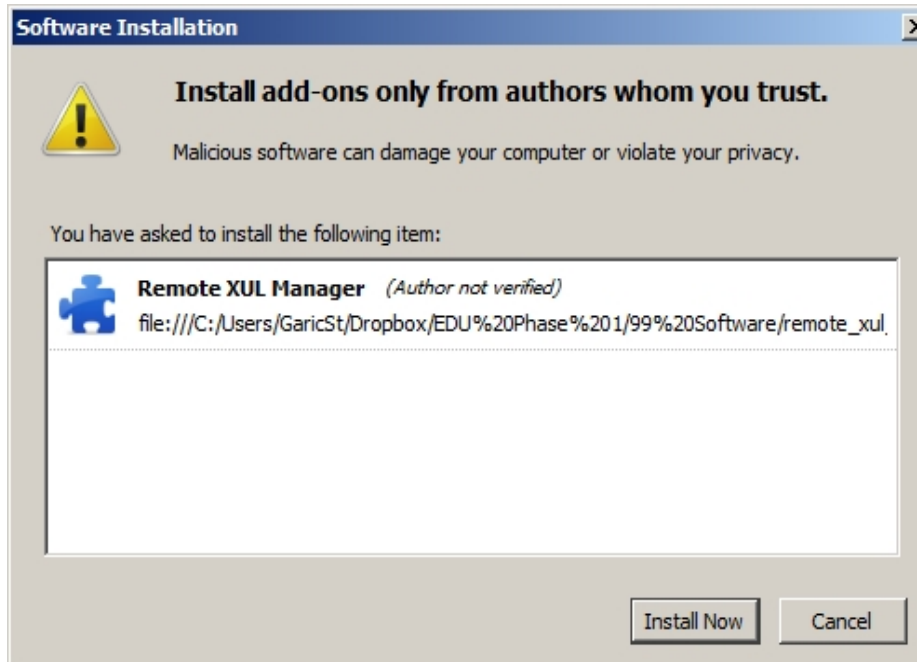 Software Installation
Install add-ons only from authors whom you trust.
Malicious software can damage your computer or violate your privacy.
You have asked to install the following item:
Remote XUL Manager (Author not verified)
file:///C:/Users/GaricSt/Dropbox/EDU%20Phase%201/99%20Software/remote_xul_
Install Now Cancel